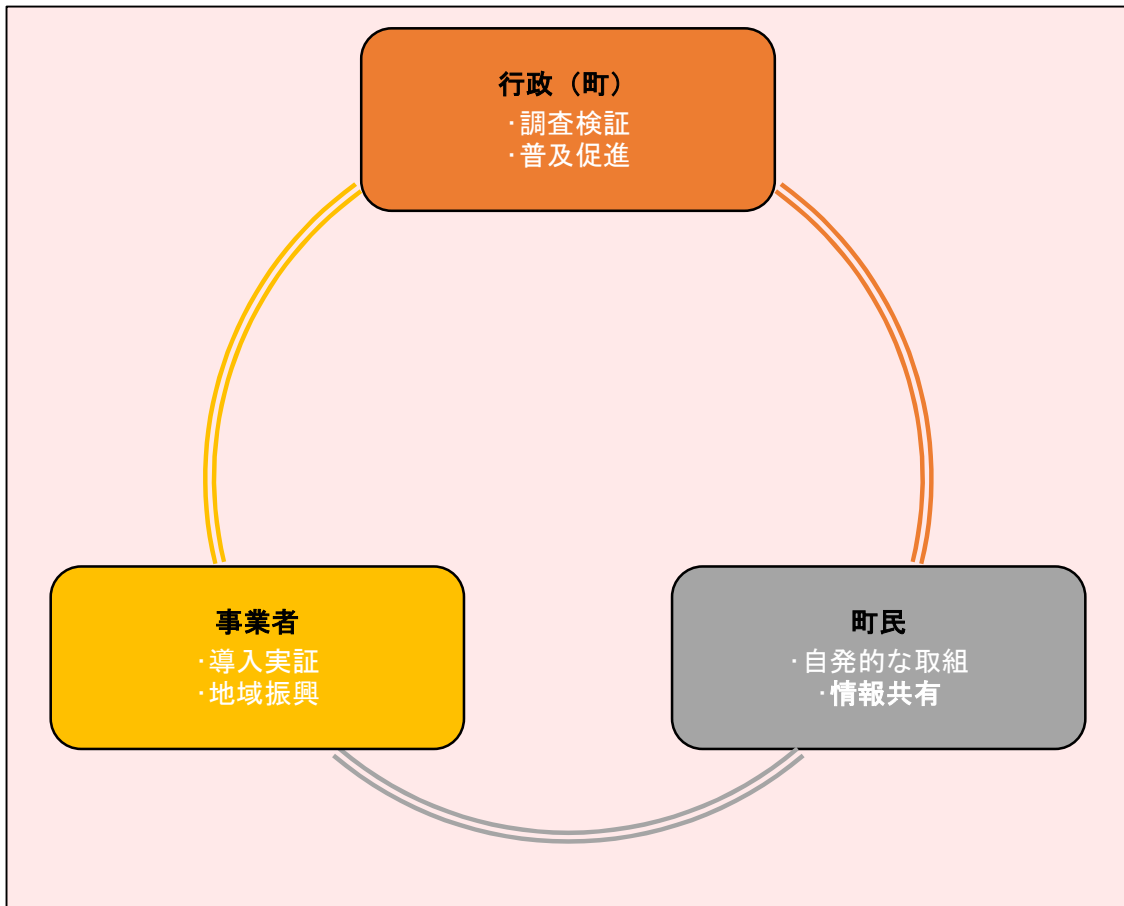 行政（町）
・調査検証
・普及促進
事業者
・導入実証
・地域振興
町民
・自発的な取組
・情報共有